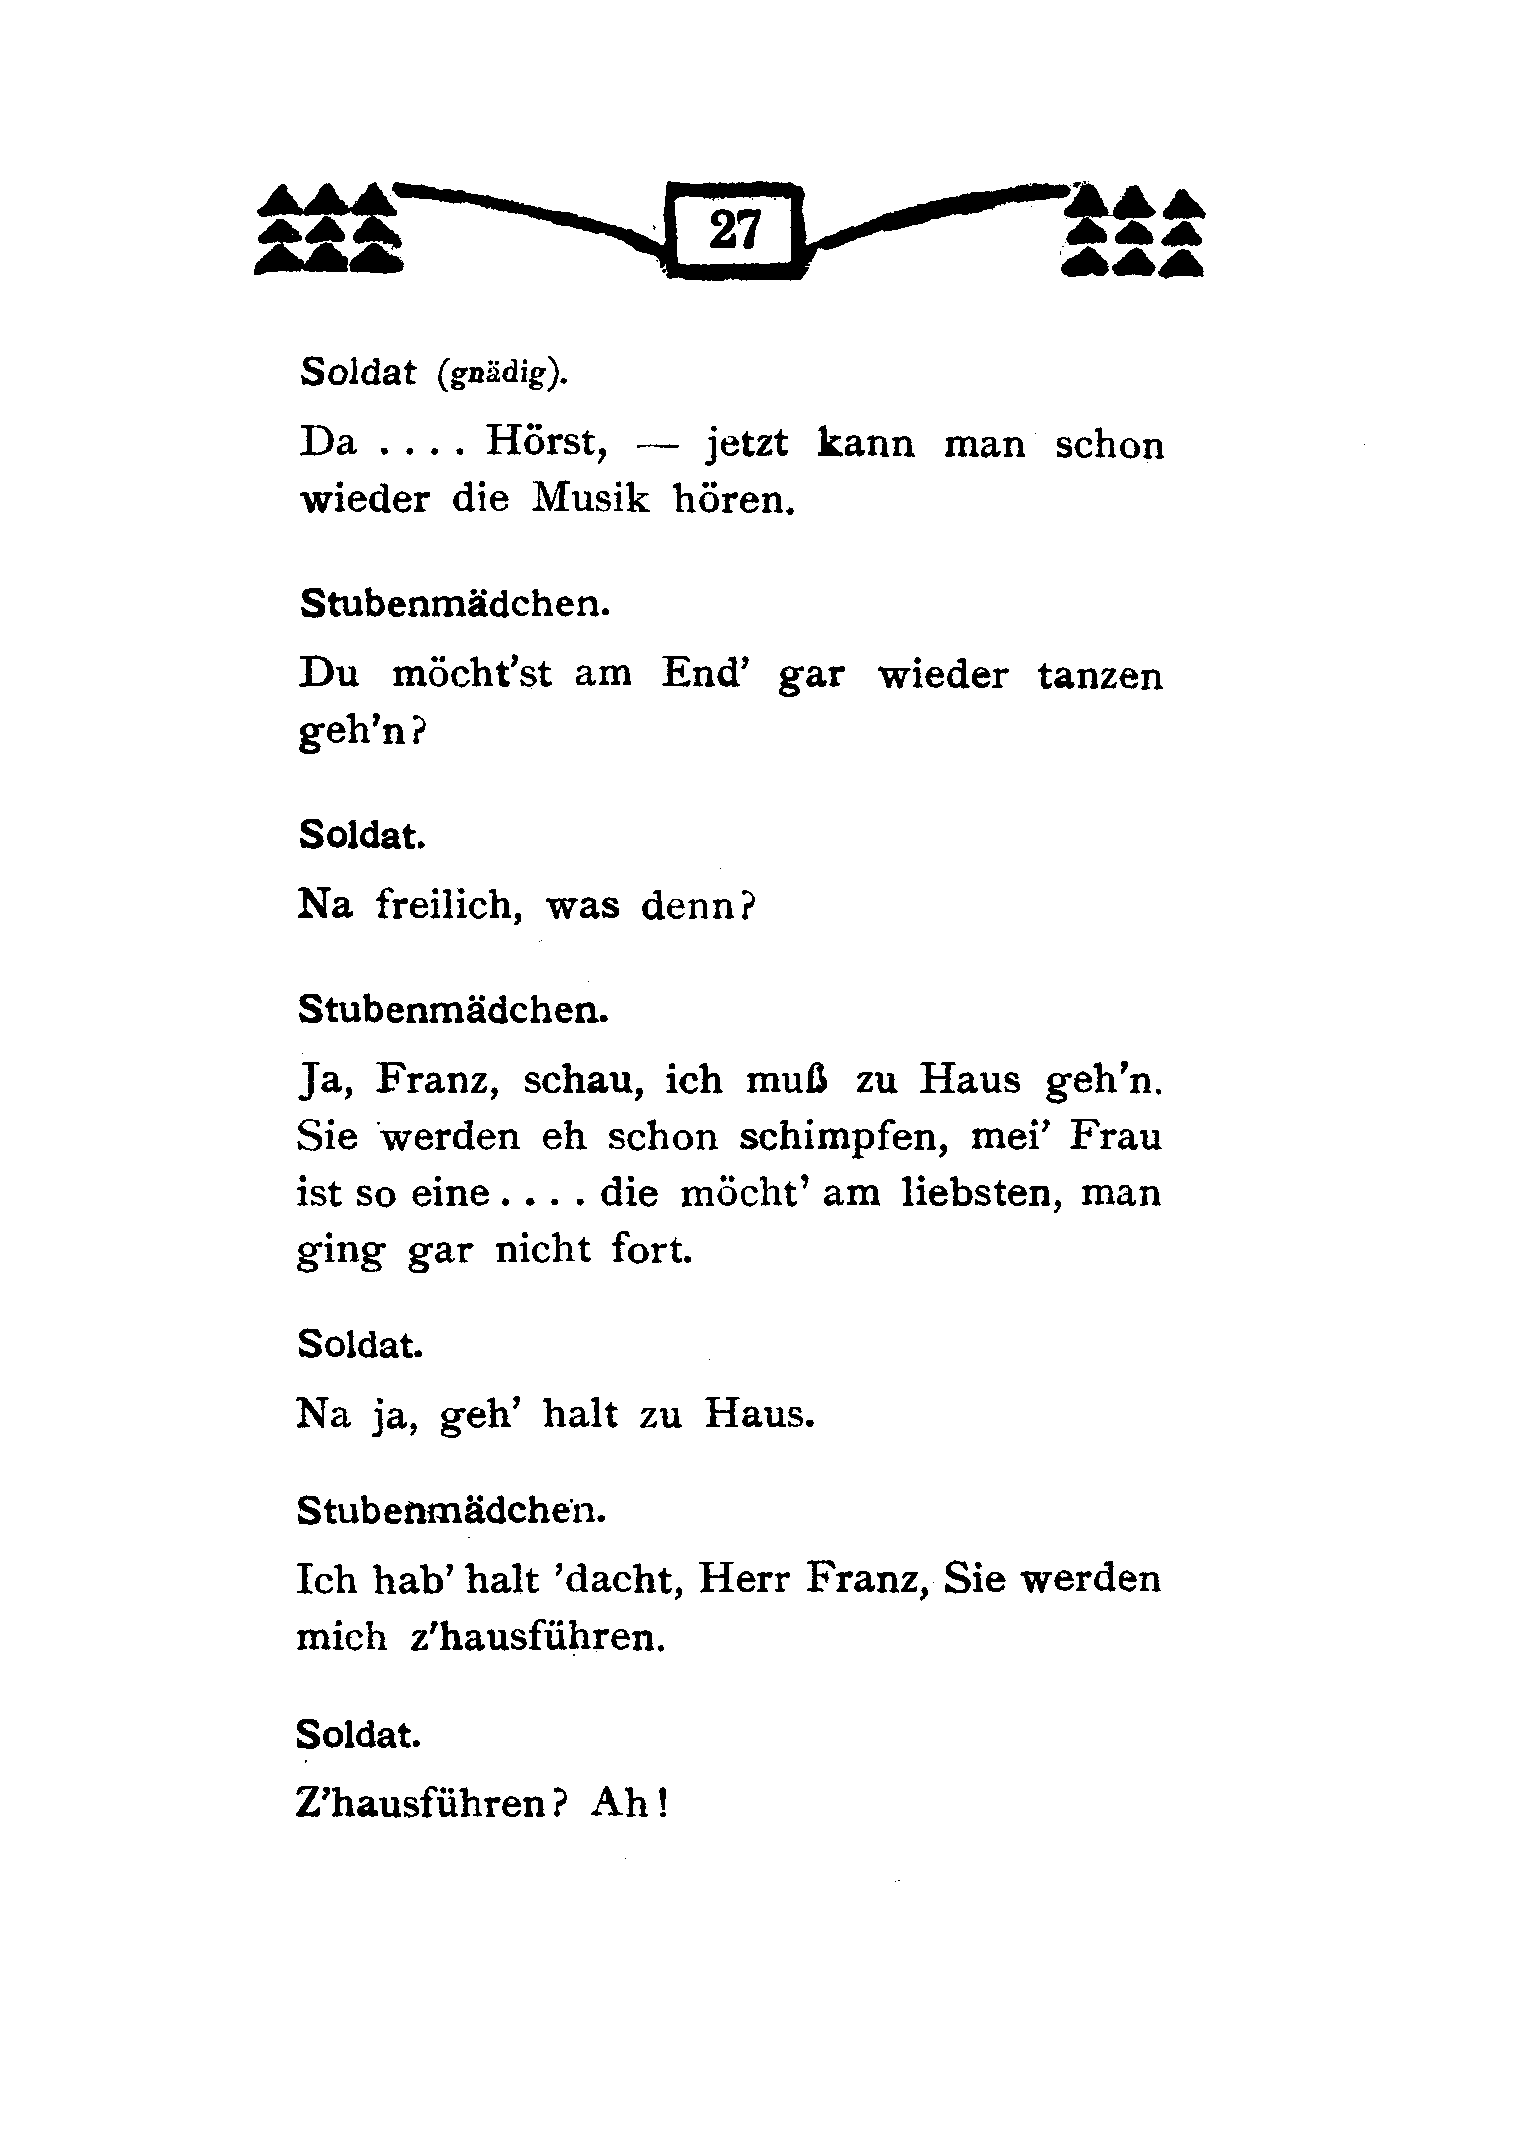 27
Soldat (gnädig).
Da .... Hörst, — jetzt kann man schon
wieder die Musik hören.
Stubenmädchen.
Du möcht'st am End' gar wieder tanzen
geh'n?
Soldat.
Na freilich, was denn?
Stubenmädchen.
Ja, Franz, schau, ich muß zu Haus geh'n.
Sie werden eh schon schimpfen, mei' Frau
ist so eine .... die möcht' am liebsten, man
ging gar nicht fort.
Soldat.
Na ja, geh' halt zu Haus.
Stubenmädchen.
Ich hab' halt 'dacht, Herr Franz, Sie werden
mich z'hausführen.
Soldat.
Z'hausführen? Ah!